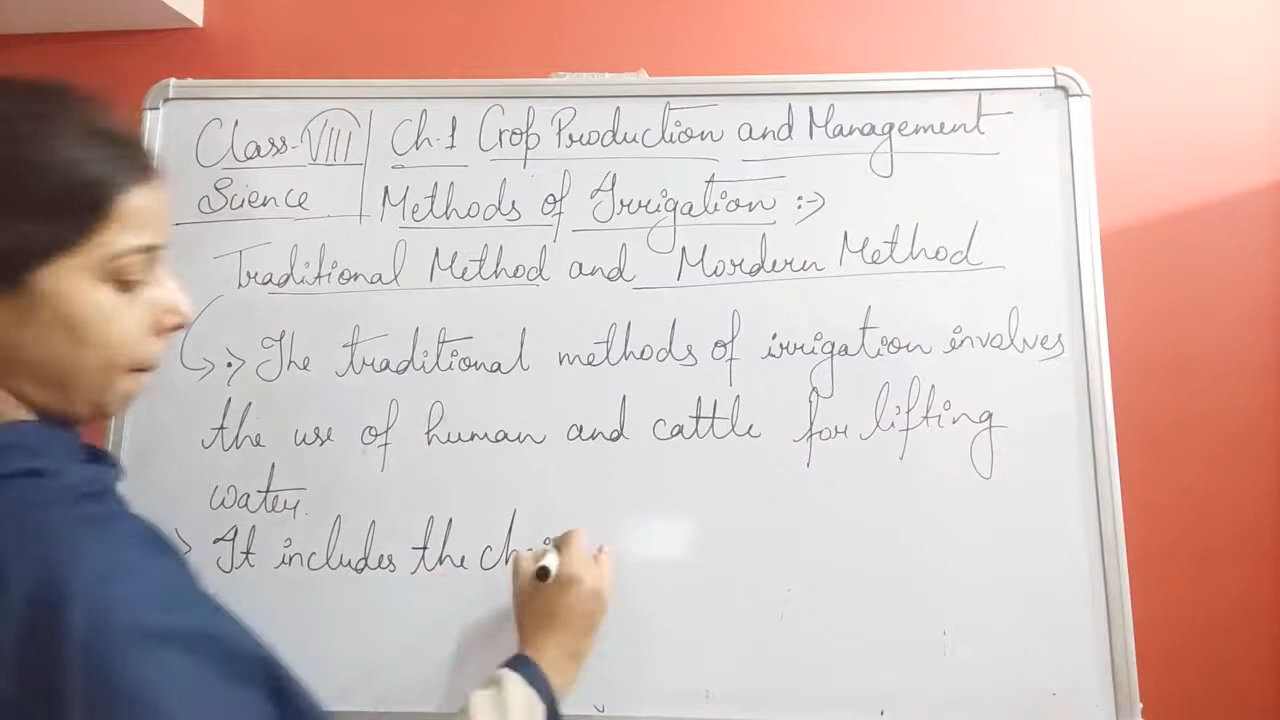 Class-VIII
Science
Ch.1 Crop Production and Management
Methods of Irrigation :->
Traditional Method and Mordern Method
The traditional methods of irrigation involves
the use of human and cattle for lifting
water.
It includes the